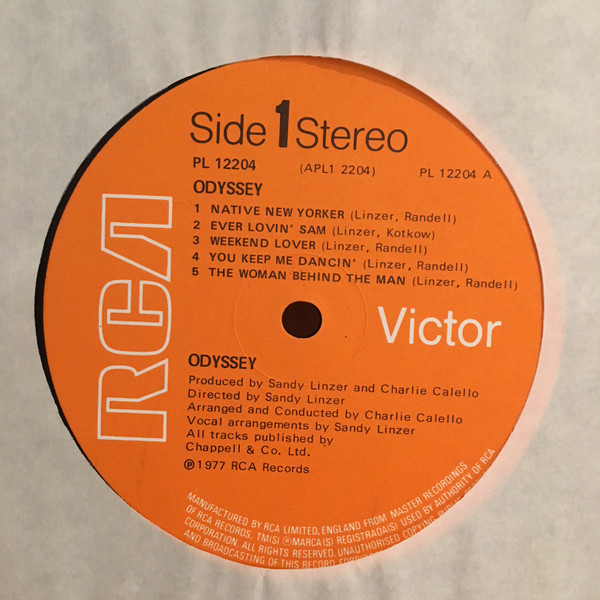 Side 1 Stereo
PL 12204 (APL1 2204) PL 12204 A
ODYSSEY
1 NATIVE NEW YORKER (Linzer, Randell)
2 EVER LOVIN' SAM (Linzer, Kotkow)
3 WEEKEND LOVER (Linzer, Randell)
4 YOU KEEP ME DANCIN' (Linzer, Randell)
5 THE WOMAN BEHIND THE MAN (Linzer, Randell)
RCA
Victor
ODYSSEY
Produced by Sandy Linzer and Charlie Calello
Directed by Sandy Linzer
Arranged and Conducted by Charlie Calello
Vocal arrangements by Sandy Linzer
All tracks published by
Chappell & Co. Ltd.
℗1977 RCA Records
MANUFACTURED BY RCA LIMITED, ENGLAND FROM MASTER RECORDINGS
OF RCA RECORDS. TM(S) ® MARCA(S) REGISTRADA(S) USED BY AUTHORITY OF RCA
CORPORATION. ALL RIGHTS RESERVED. UNAUTHORISED COPYING
AND BROADCASTING OF THIS RECORD